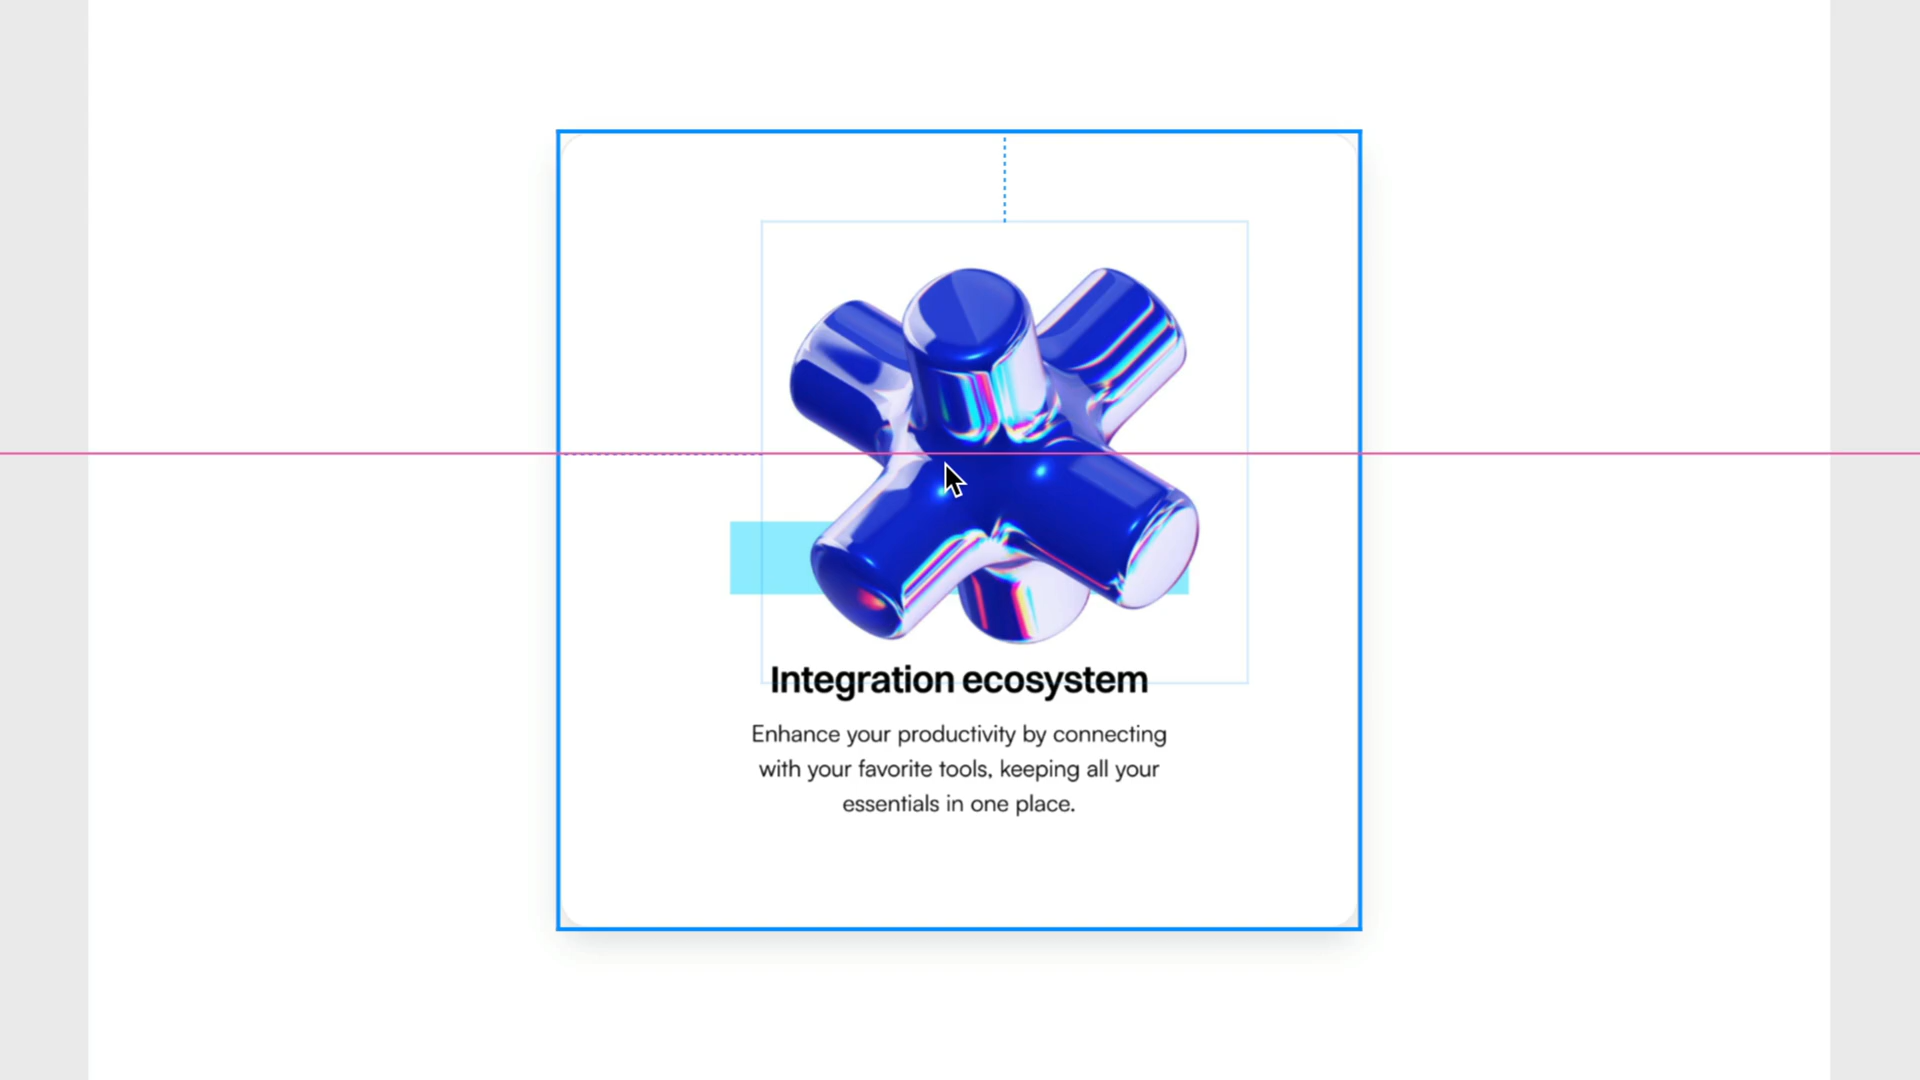 Integration ecosystem
Enhance your productivity by connecting
with your favorite tools, keeping all your
essentials in one place.